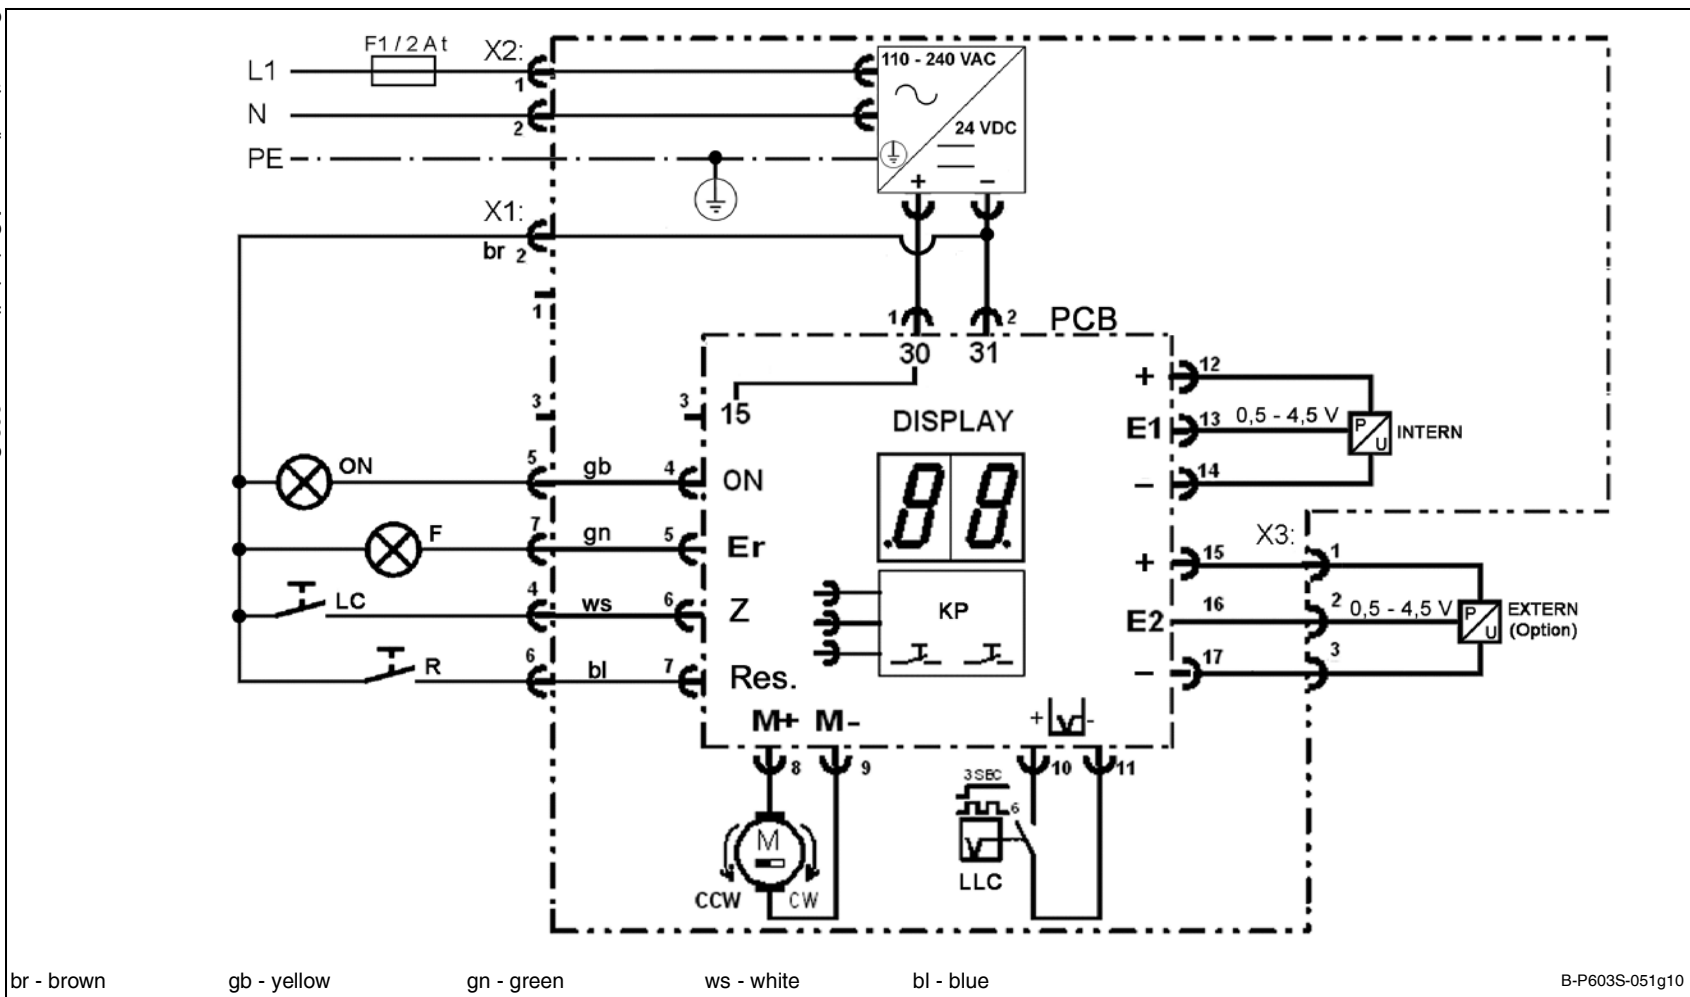 F1 / 2 A t
X2:
L1
1
110 - 240 VAC
N
2
24 VDC
PE
+ −
X1:
br 2
1
1 2 PCB
30 31
+ 12
3
3 15
DISPLAY
E1 13 0,5 - 4,5 V P U INTERN
− 14
ON 5 gb 4 ON
8 8
F 7 gn 5 Er
X3:
+ 15 1
LC 4 ws 6 Z
KP
E2 16 2 0,5 - 4,5 V P U EXTERN
(Option)
R 6 bl 7 Res.
− 17 3
M+ M-
+ V -
8 9
10 11
3 SEC
6
M
V
LLC
CCW CW
br - brown gb - yellow gn - green ws - white bl - blue
B-P603S-051g10